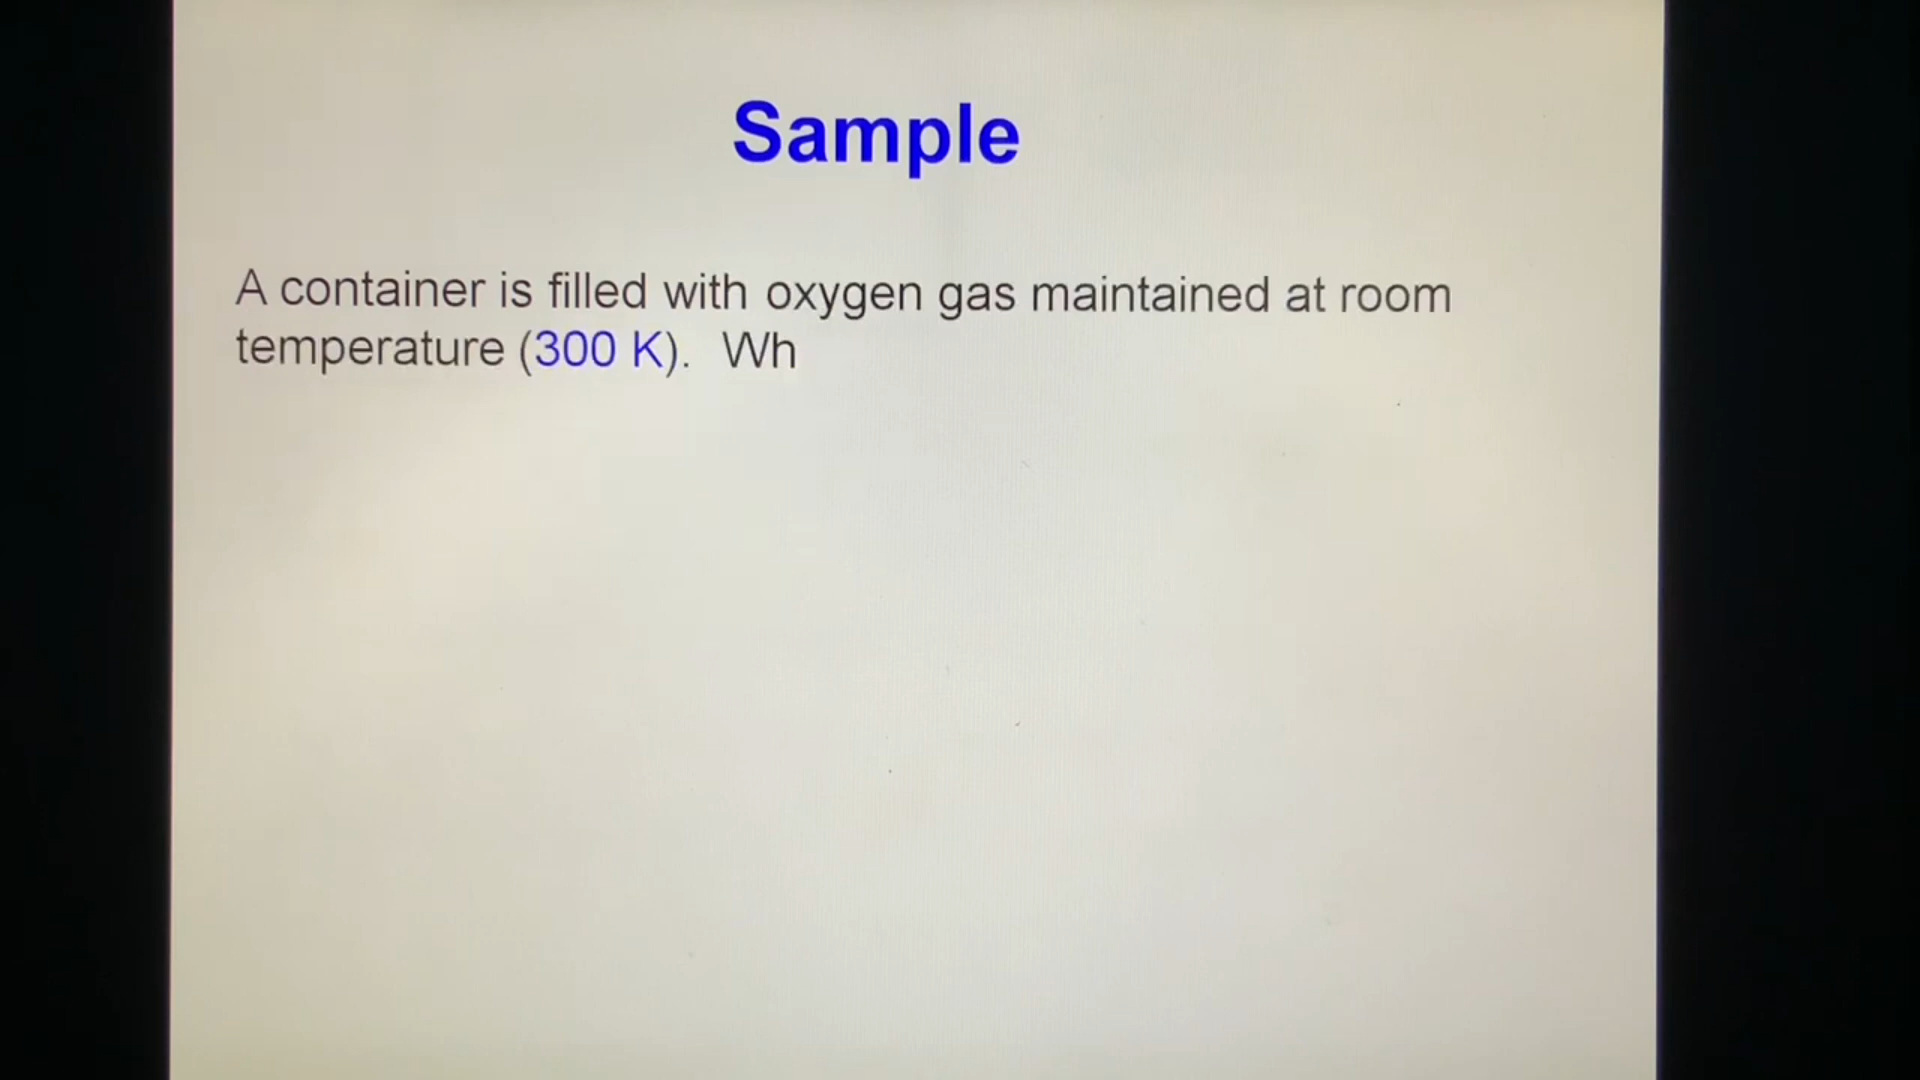 Sample
A container is filled with oxygen gas maintained at room
temperature (300 K). Wh